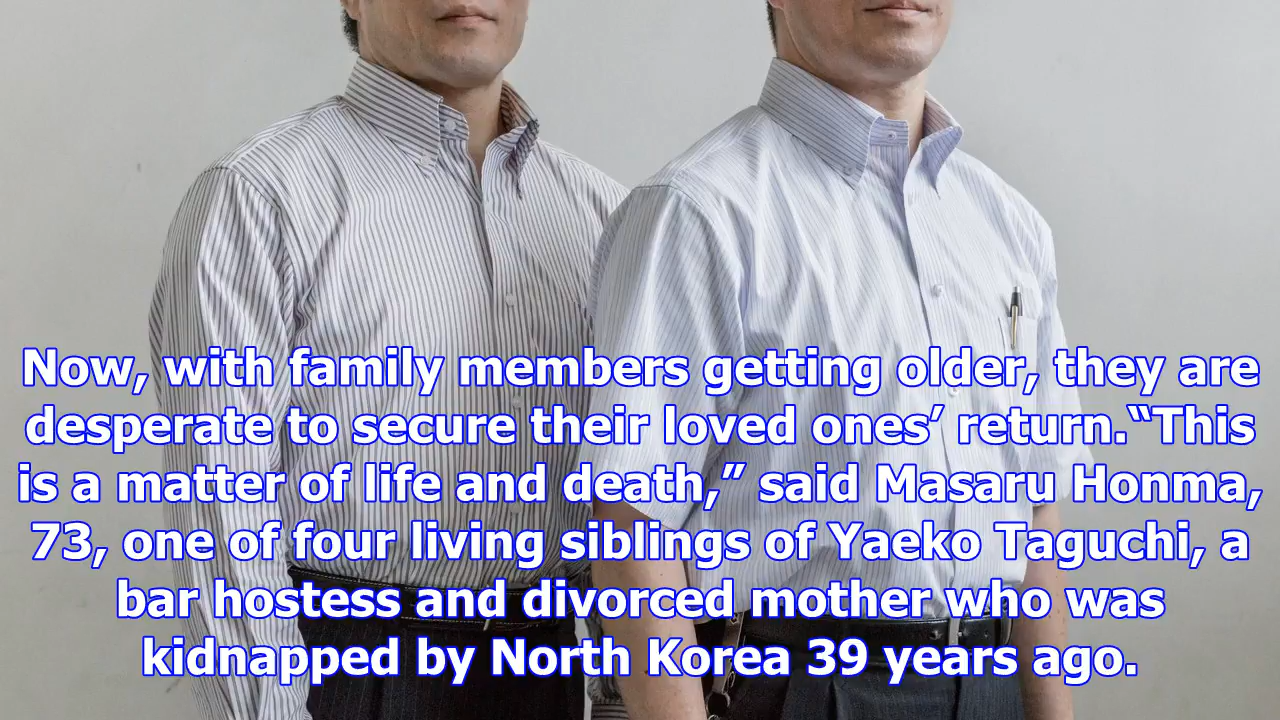 Now, with family members getting older, they are
desperate to secure their loved ones’ return.“This
is a matter of life and death,” said Masaru Honma,
73, one of four living siblings of Yaeko Taguchi, a
bar hostess and divorced mother who was
kidnapped by North Korea 39 years ago.